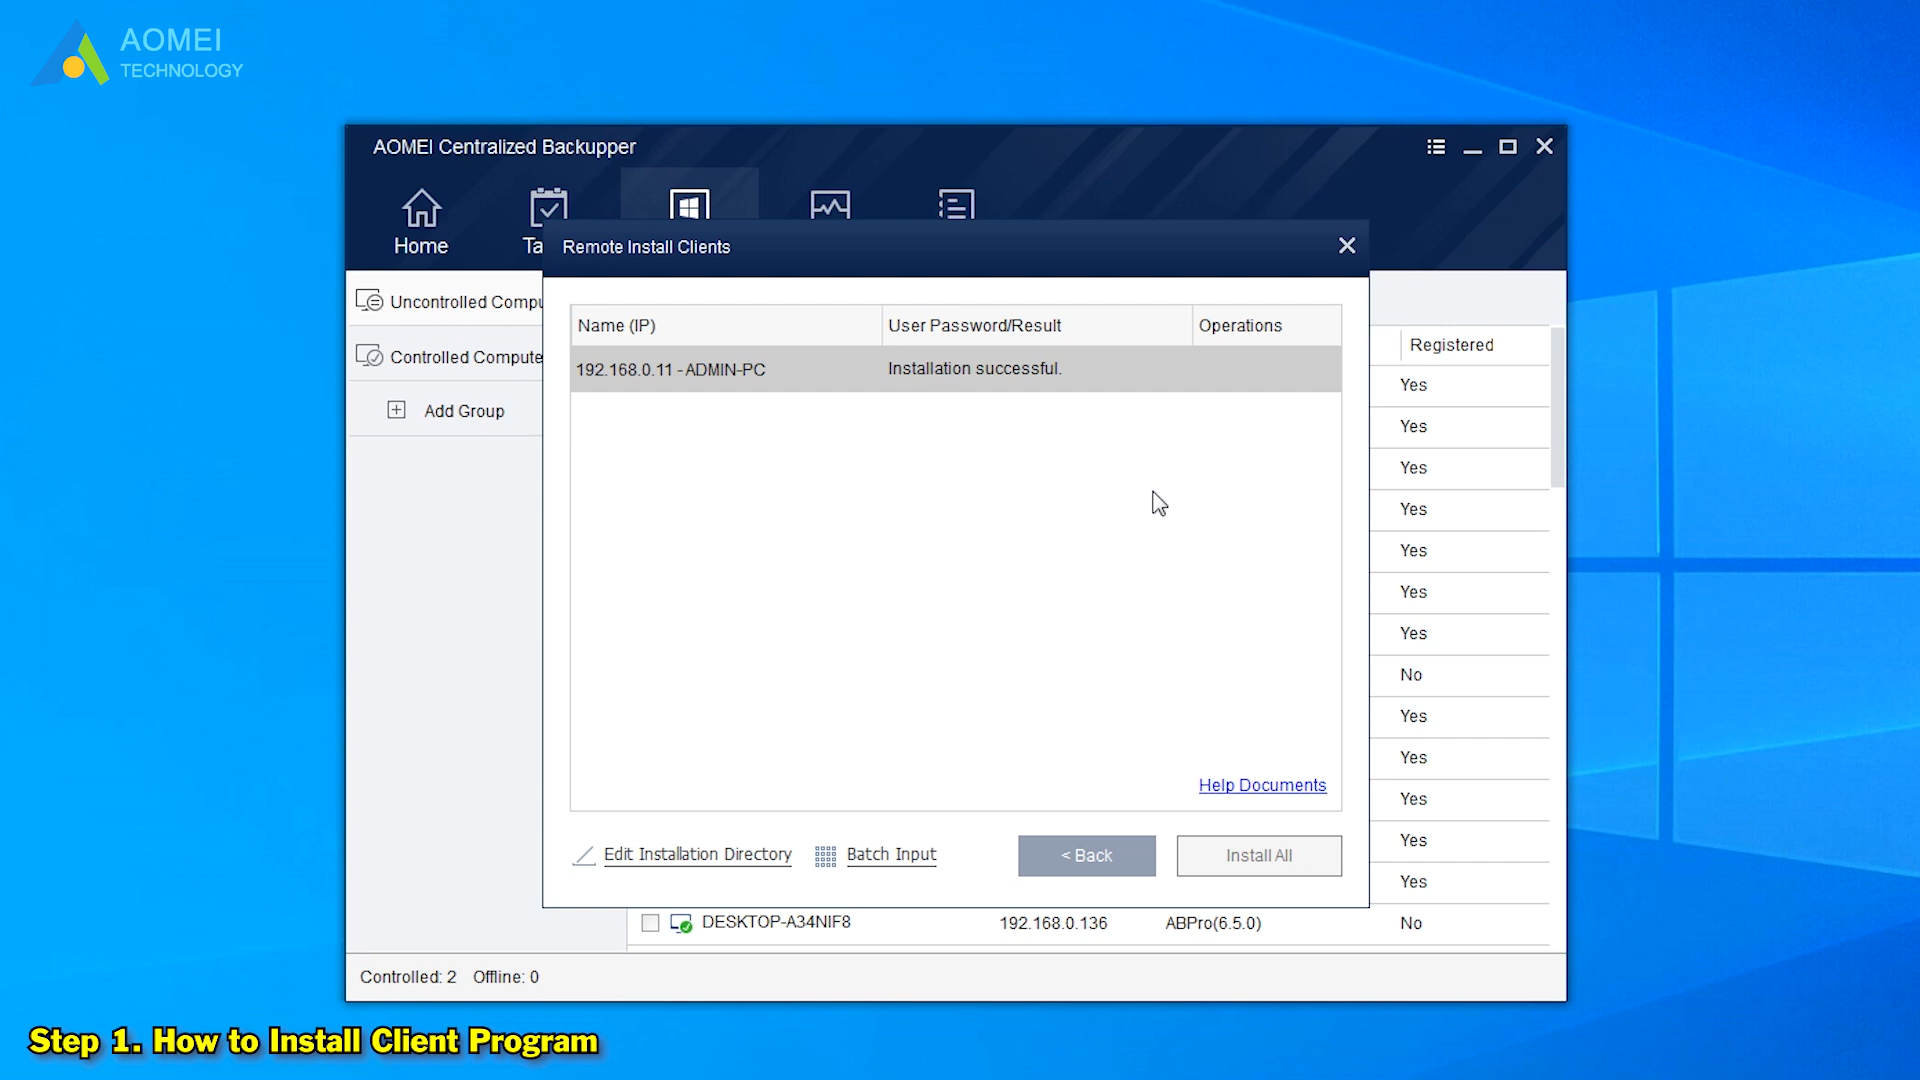 AOMEI
TECHNOLOGY
AOMEI Centralized Backupper
Home
Ta
Remote Install Clients
Uncontrolled Compu
Controlled Compute
Add Group
Name (IP) User Password/Result Operations
192.168.0.11 - ADMIN-PC Installation successful.
Help Documents
Edit Installation Directory Batch Input < Back Install All
Registered
Yes
Yes
Yes
Yes
Yes
Yes
Yes
No
Yes
Yes
Yes
Yes
Yes
DESKTOP-A34NIF8 192.168.0.136 ABPro(6.5.0) No
Controlled: 2 Offline: 0
Step 1. How to Install Client Program